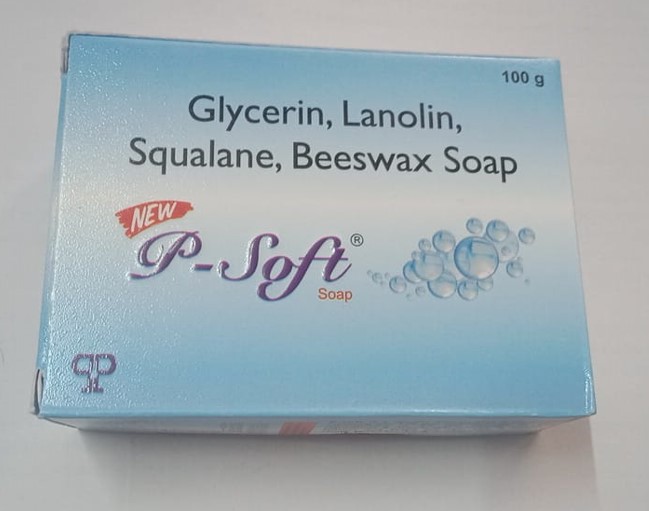 100 g
Glycerin, Lanolin,
Squalane, Beeswax Soap
NEW
P-Soft®
Soap